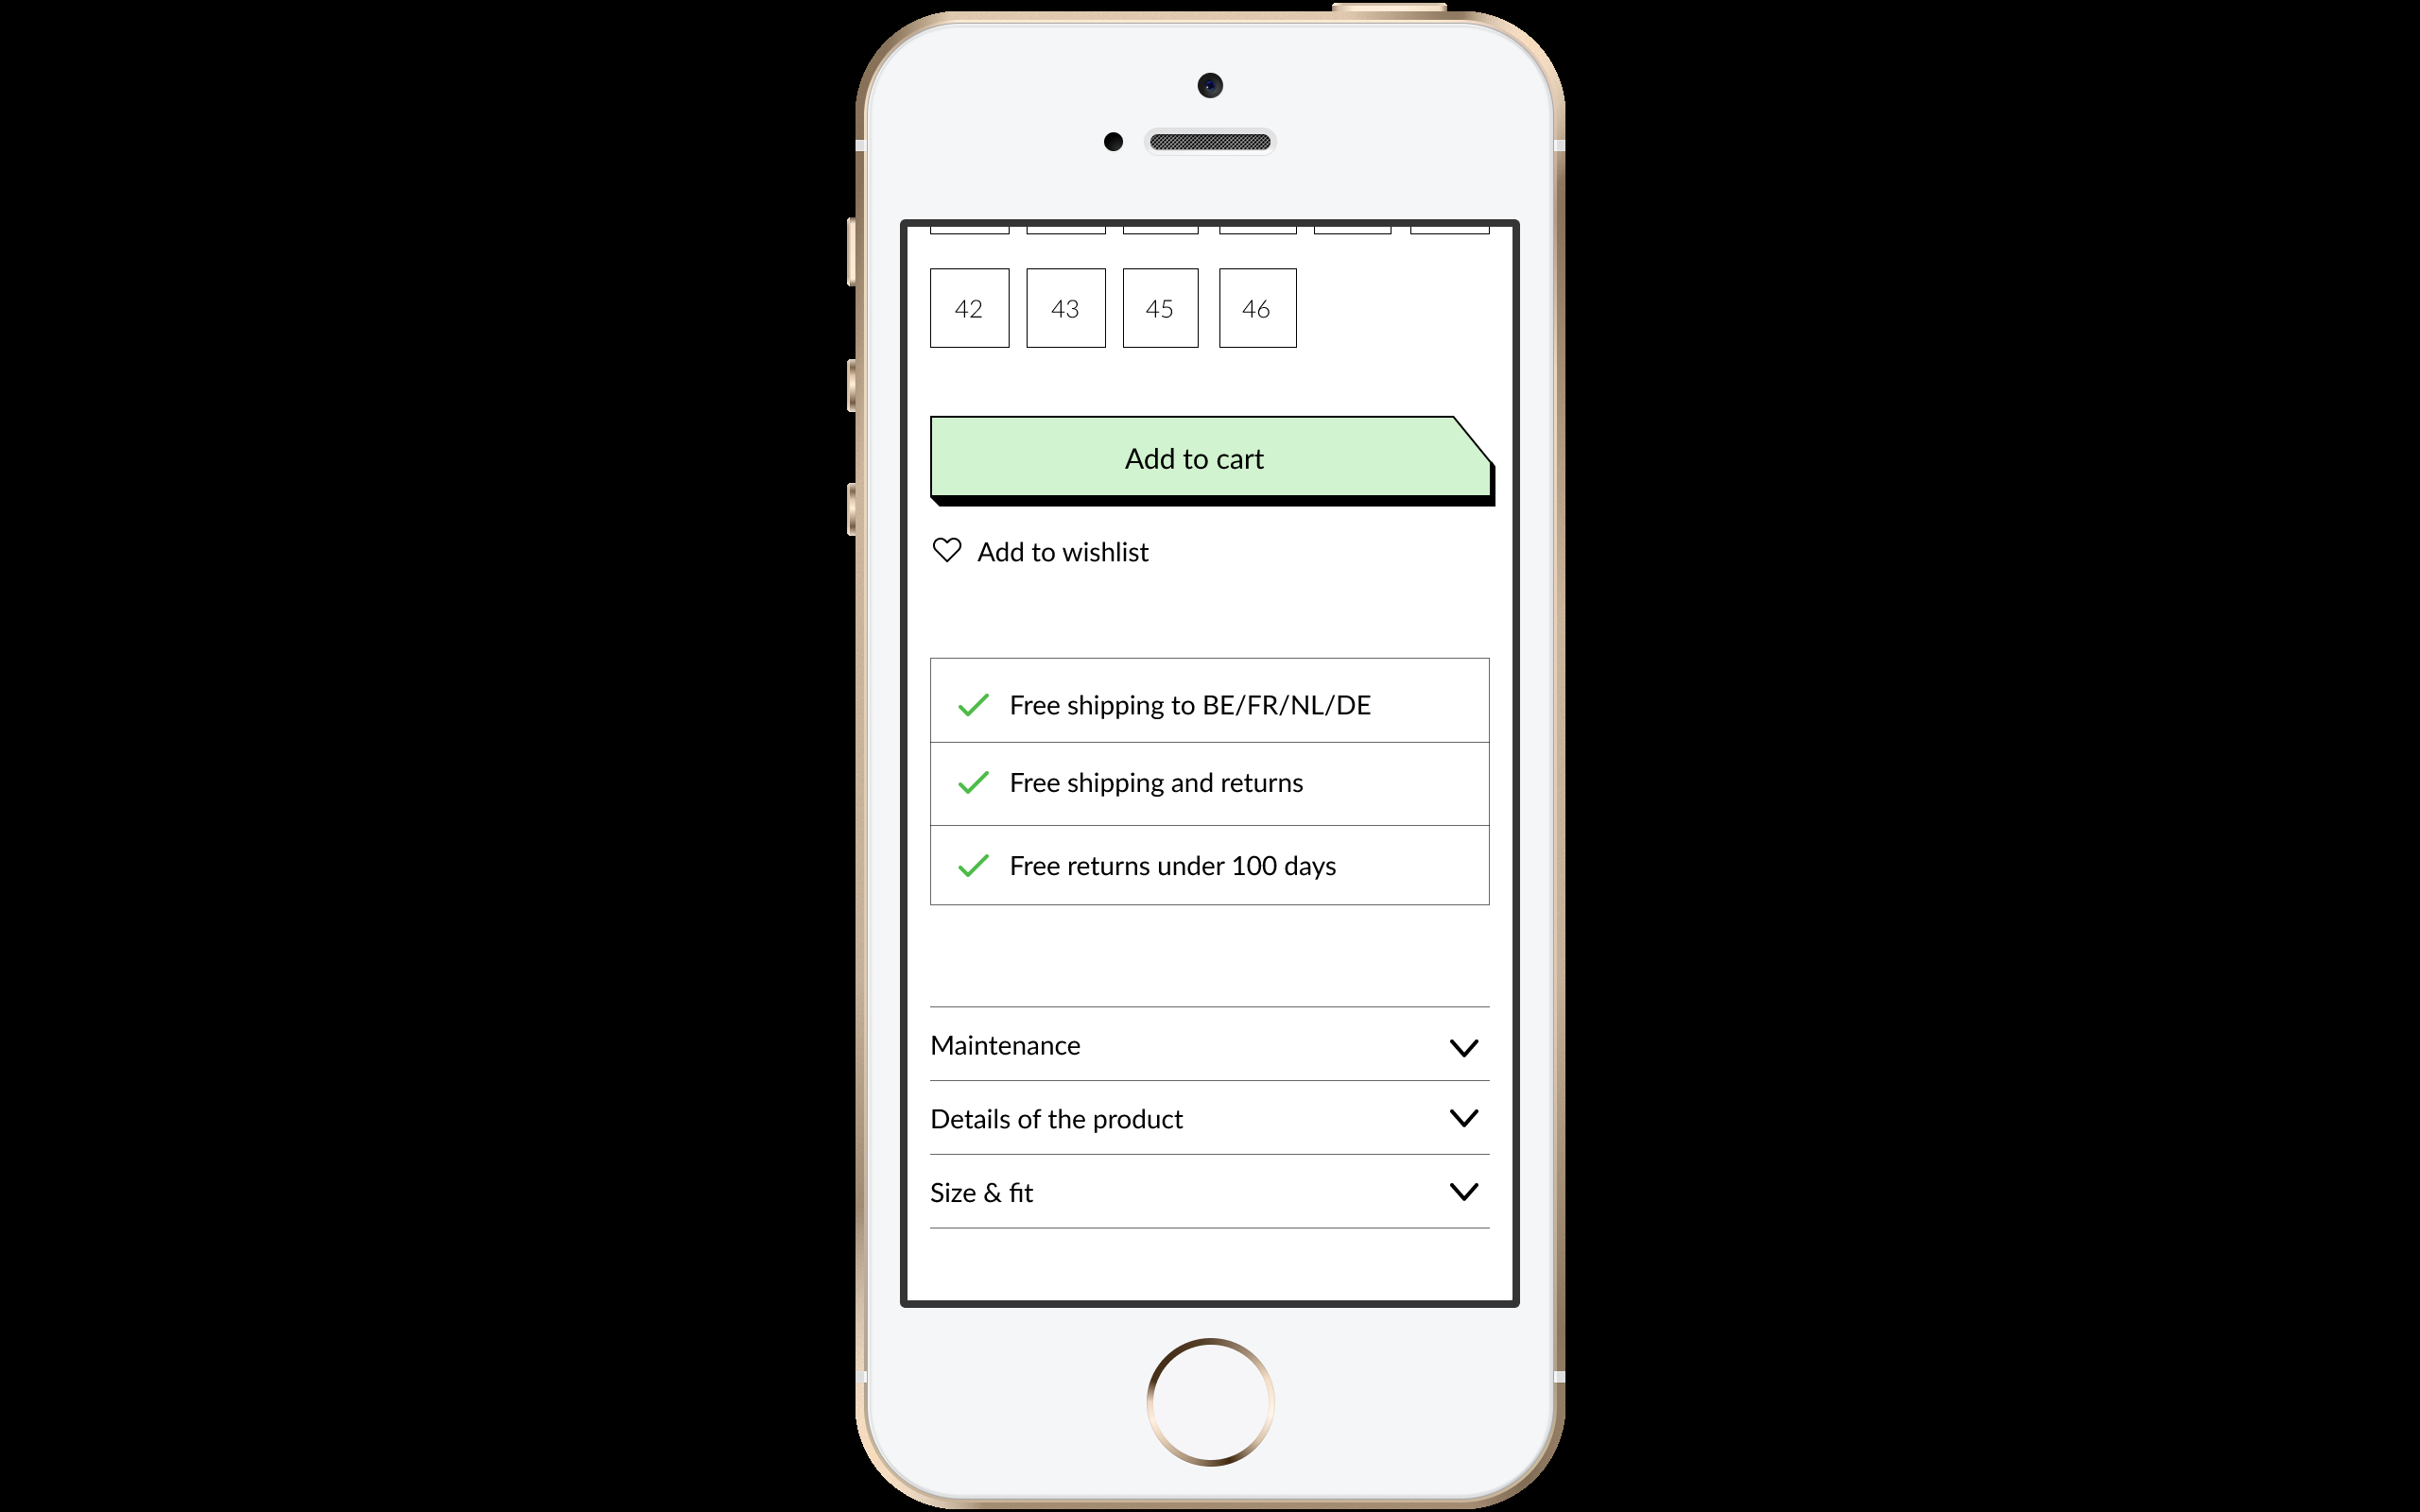 42 43 45 46
Add to cart
Add to wishlist
Free shipping to BE/FR/NL/DE
Free shipping and returns
Free returns under 100 days
Maintenance
Details of the product
Size & fit